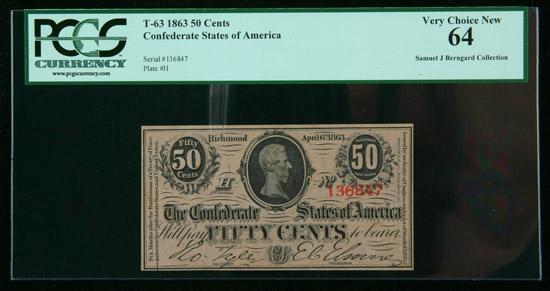 PCGS
CURRENCY
www.pcgscurrency.com
T-63 1863 50 Cents
Confederate States of America
Serial #136847
Plate #H
Very Choice New
64
Samuel J Berngard Collection
Richmond April 6 1863
Fifty
50
Cents
50
H
No
136847
The Confederate States of America
Will pay FIFTY CENTS to bearer